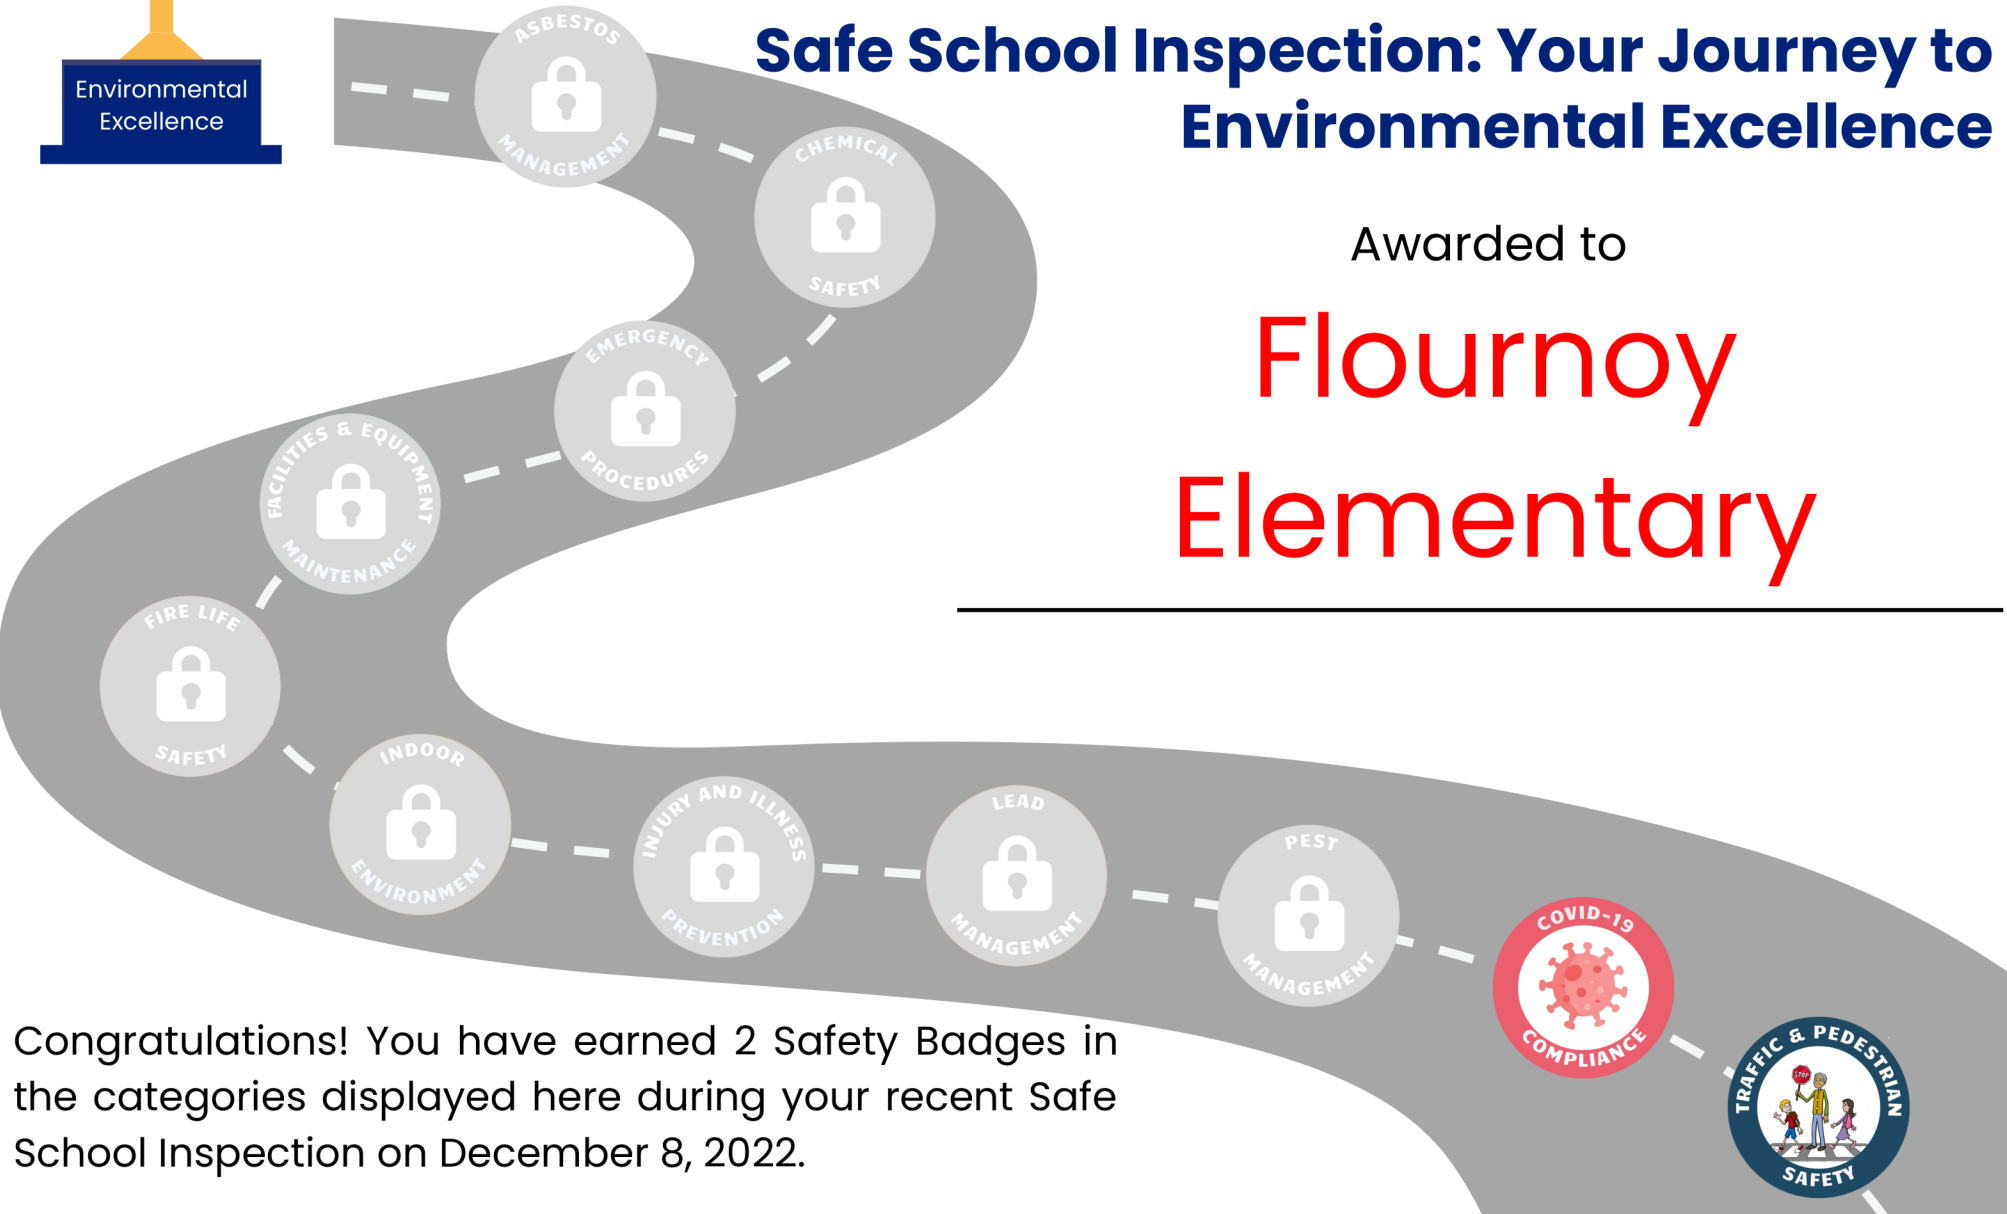 Environmental
Excellence
Safe School Inspection: Your Journey to
Environmental Excellence
Awarded to
Flournoy
Elementary
ASBESTOS
MANAGEMENT
CHEMICAL
SAFETY
EMERGENCY
PROCEDURES
FACILITIES & EQUIPMENT
MAINTENANCE
FIRE LIFE
SAFETY
INDOOR
ENVIRONMENT
INJURY AND ILLNESS
PREVENTION
LEAD
MANAGEMENT
PEST
MANAGEMENT
COVID-19
COMPLIANCE
TRAFFIC & PEDESTRIAN
STOP
SAFETY
Congratulations! You have earned 2 Safety Badges in
the categories displayed here during your recent Safe
School Inspection on December 8, 2022.